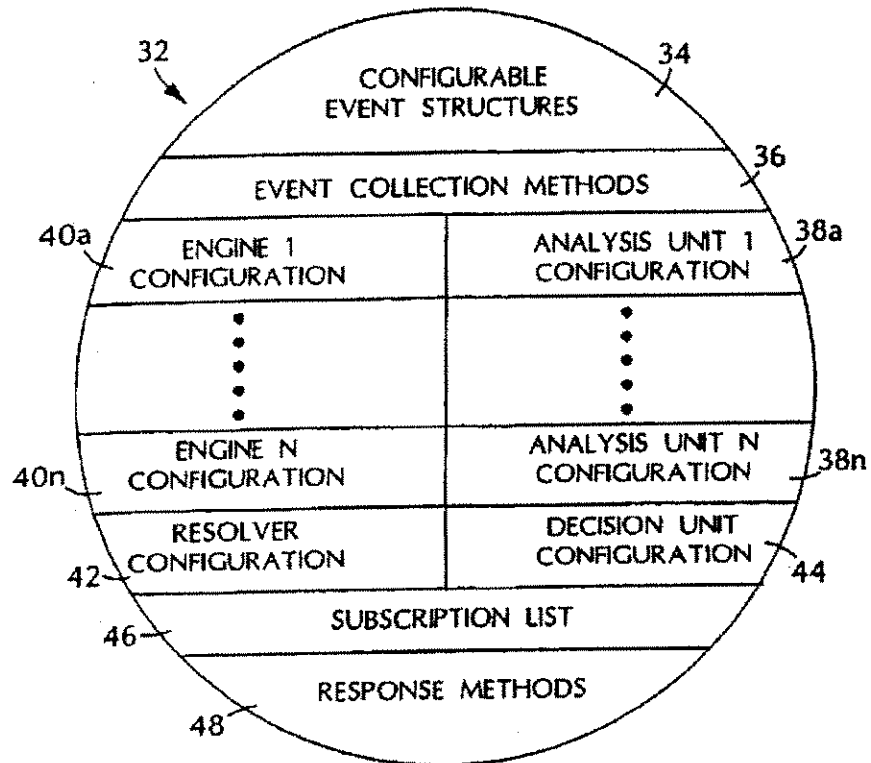 32
34
CONFIGURABLE
EVENT STRUCTURES
36
EVENT COLLECTION METHODS
40a
ENGINE 1
CONFIGURATION
ANALYSIS UNIT 1
CONFIGURATION
38a
40n
ENGINE N
CONFIGURATION
ANALYSIS UNIT N
CONFIGURATION
38n
42
RESOLVER
CONFIGURATION
DECISION UNIT
CONFIGURATION
44
46
SUBSCRIPTION LIST
48
RESPONSE METHODS